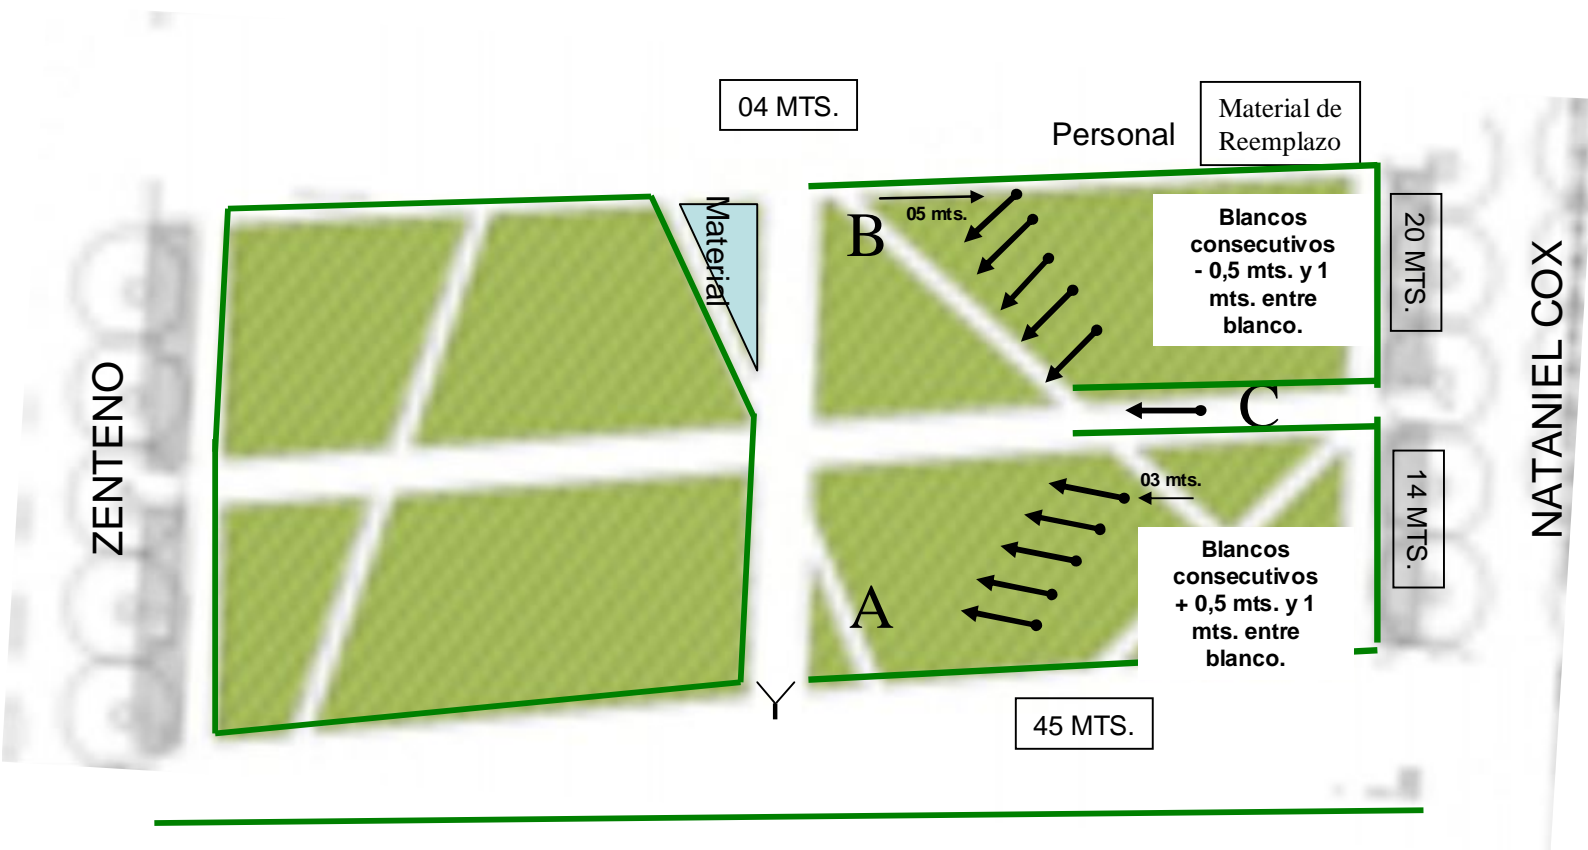 04 MTS.
Personal
Material de
Reemplazo
Material
B
05 mts.
Blancos
consecutivos
- 0,5 mts. y 1
mts. entre
blanco.
20 MTS.
NATANIEL COX
ZENTENO
C
03 mts.
14 MTS.
A
Blancos
consecutivos
+ 0,5 mts. y 1
mts. entre
blanco.
45 MTS.